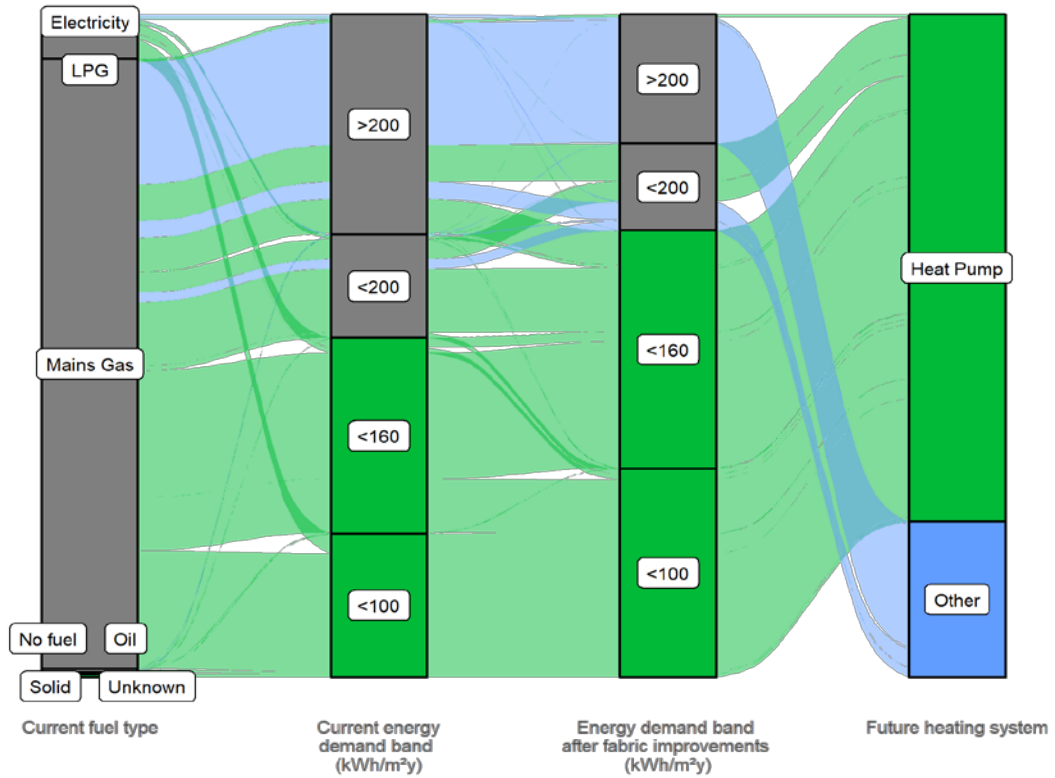 Electricity
LPG
Mains Gas
No fuel
Oil
Solid
Unknown
>200
<200
<160
<100
>200
<200
<160
<100
Heat Pump
Other
Current fuel type
Current energy
demand band
(kWh/m²y)
Energy demand band
after fabric improvements
(kWh/m²y)
Future heating system